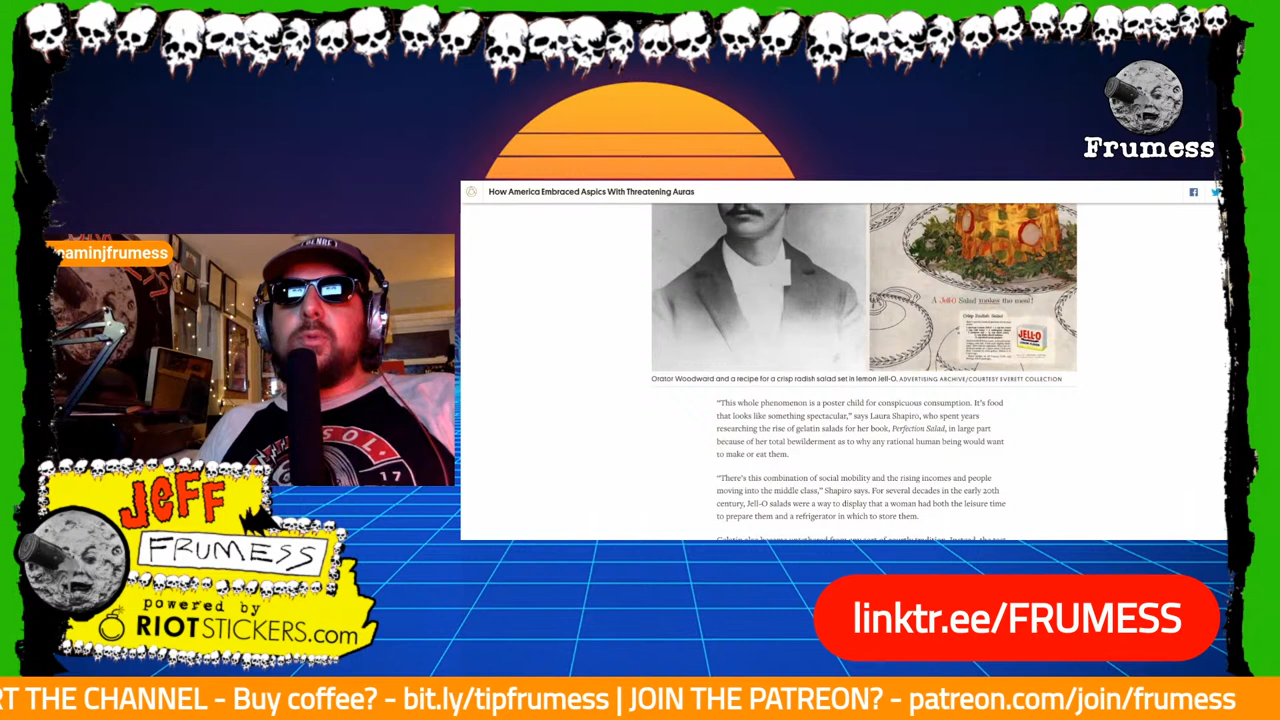 Frumess
How America Embraced Aspics With Threatening Auras
aminjfrumess
GENRE
SOL
17
A Jell-O Salad makes the meal!
Crisp Radish Salad
JELL-O
Orator Woodward and a recipe for a crisp radish salad set in lemon Jell-O. ADVERTISING ARCHIVE/COURTESY EVERETT COLLECTION
“This whole phenomenon is a poster child for conspicuous consumption. It’s food
that looks like something spectacular,” says Laura Shapiro, who spent years
researching the rise of gelatin salads for her book, Perfection Salad, in large part
because of her total bewilderment as to why any rational human being would want
to make or eat them.
“There’s this combination of social mobility and the rising incomes and people
moving into the middle class,” Shapiro says. For several decades in the early 20th
century, Jell-O salads were a way to display that a woman had both the leisure time
to prepare them and a refrigerator in which to store them.
JEFF
FRUMESS
powered by
RIOTSTICKERS.com
linktr.ee/FRUMESS
RT THE CHANNEL - Buy coffee? - bit.ly/tipfrumess | JOIN THE PATREON? - patreon.com/join/frumess